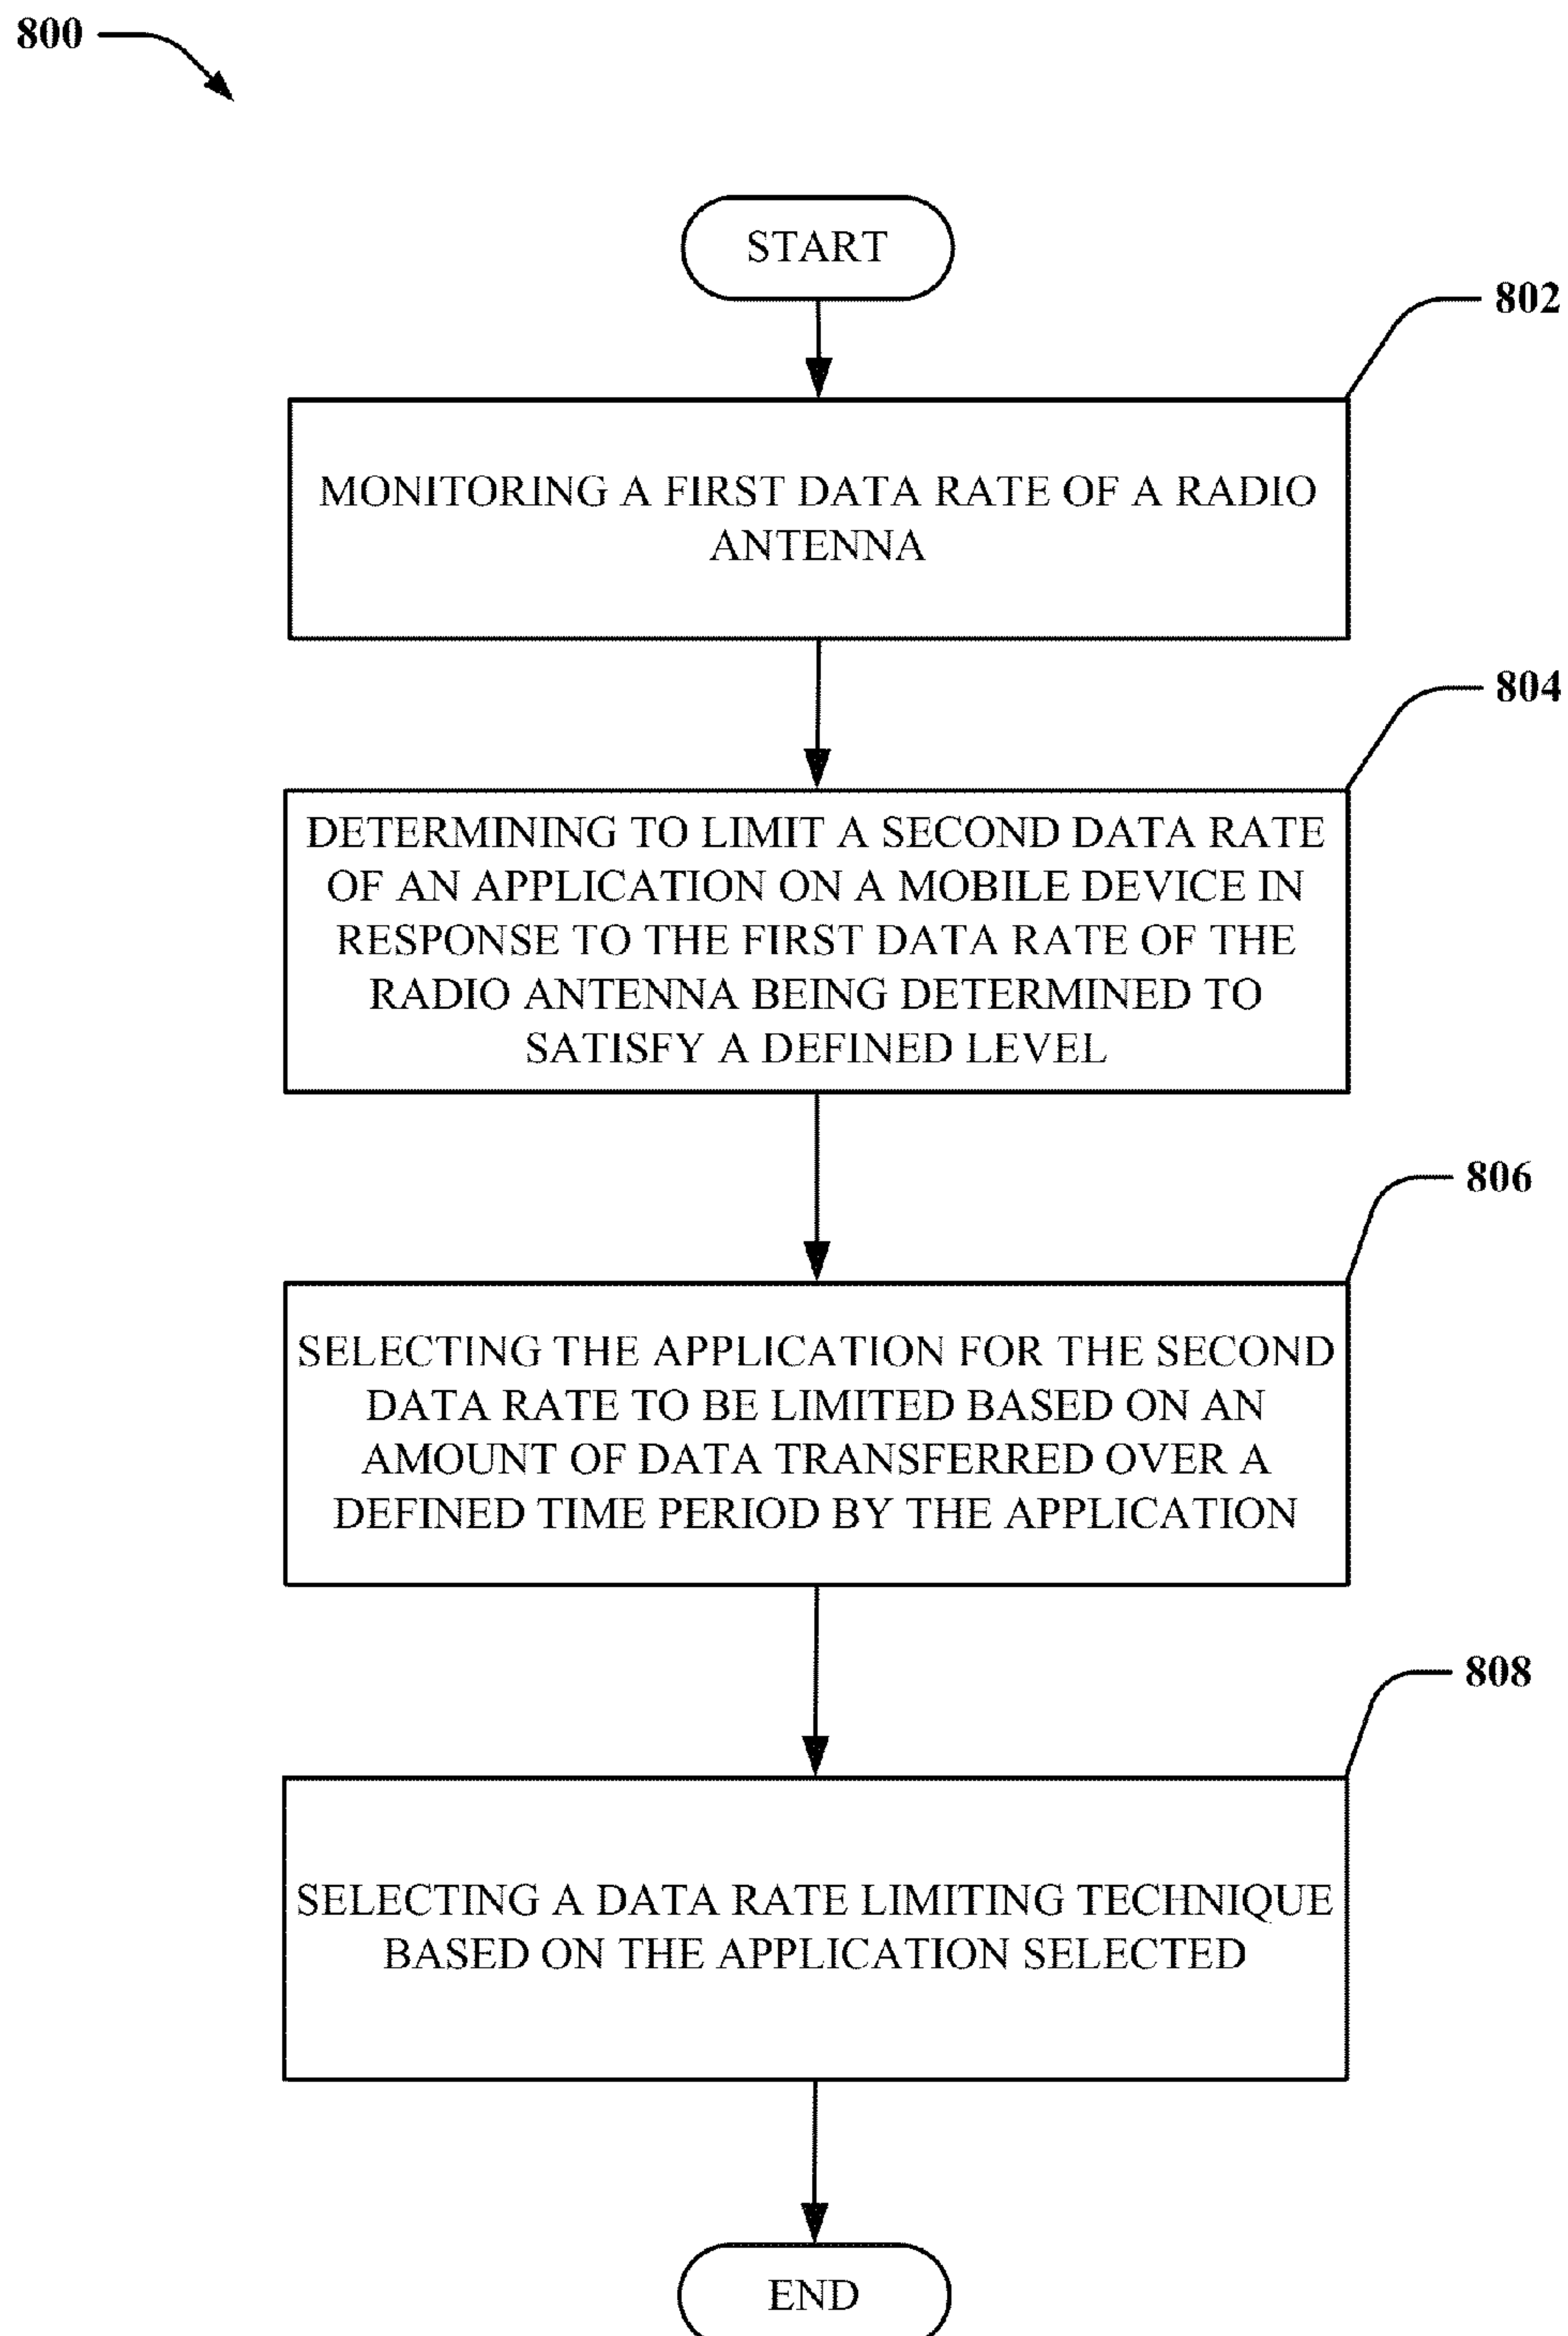 800
START
802
MONITORING A FIRST DATA RATE OF A RADIO
ANTENNA
804
DETERMINING TO LIMIT A SECOND DATA RATE
OF AN APPLICATION ON A MOBILE DEVICE IN
RESPONSE TO THE FIRST DATA RATE OF THE
RADIO ANTENNA BEING DETERMINED TO
SATISFY A DEFINED LEVEL
806
SELECTING THE APPLICATION FOR THE SECOND
DATA RATE TO BE LIMITED BASED ON AN
AMOUNT OF DATA TRANSFERRED OVER A
DEFINED TIME PERIOD BY THE APPLICATION
808
SELECTING A DATA RATE LIMITING TECHNIQUE
BASED ON THE APPLICATION SELECTED
END